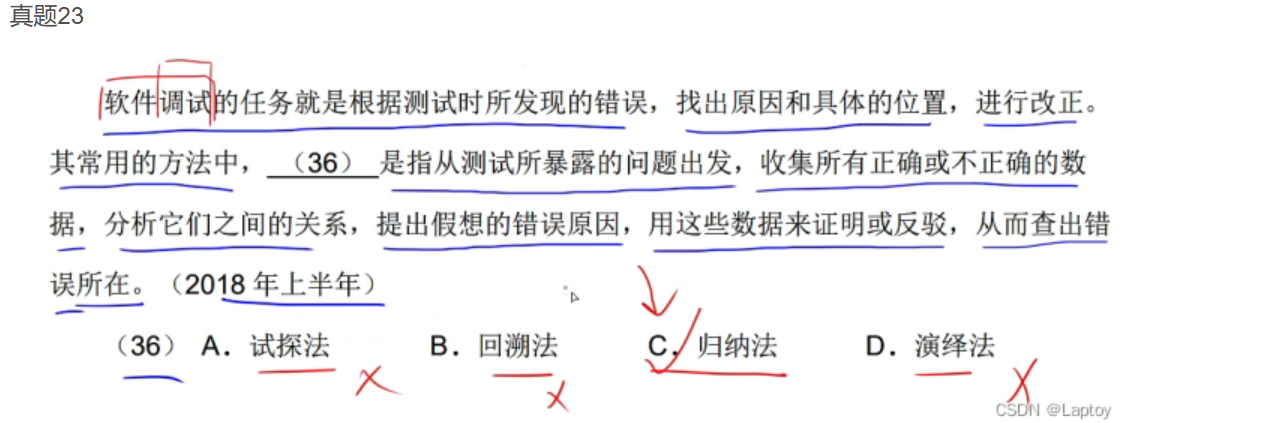 真题23
软件调试的任务就是根据测试时所发现的错误，找出原因和具体的位置，进行改正。
其常用的方法中，（36）是指从测试所暴露的问题出发，收集所有正确或不正确的数
据，分析它们之间的关系，提出假想的错误原因，用这些数据来证明或反驳，从而查出错
误所在。（2018 年上半年）
（36） A．试探法 B．回溯法 C．归纳法 D．演绎法
CSDN @Laptoy